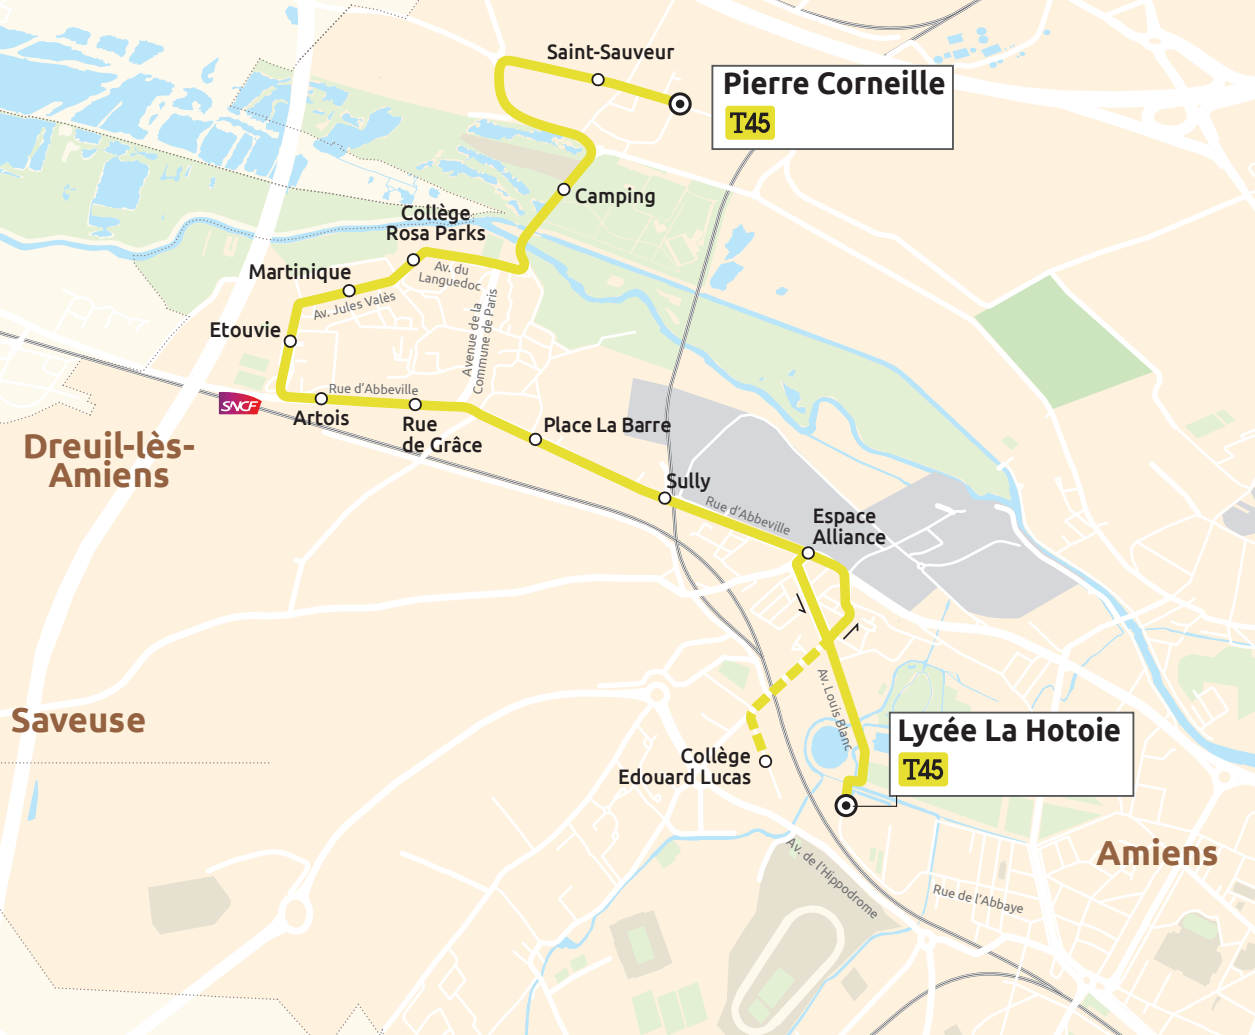 Saint-Sauveur
Pierre Corneille
T45
Camping
Collège
Rosa Parks
Av. du
Languedoc
Martinique
Av. Jules Valès
Etouvie
Avenue de la
Commune de Paris
Rue d'Abbeville
SNCF
Artois
Rue
de Grâce
Place La Barre
Dreuil-lès-
Amiens
Sully
Rue d'Abbeville
Espace
Alliance
Av. Louis Blanc
Saveuse
Lycée La Hotoie
T45
Collège
Edouard Lucas
Av. de l'Hippodrome
Amiens
Rue de l'Abbaye